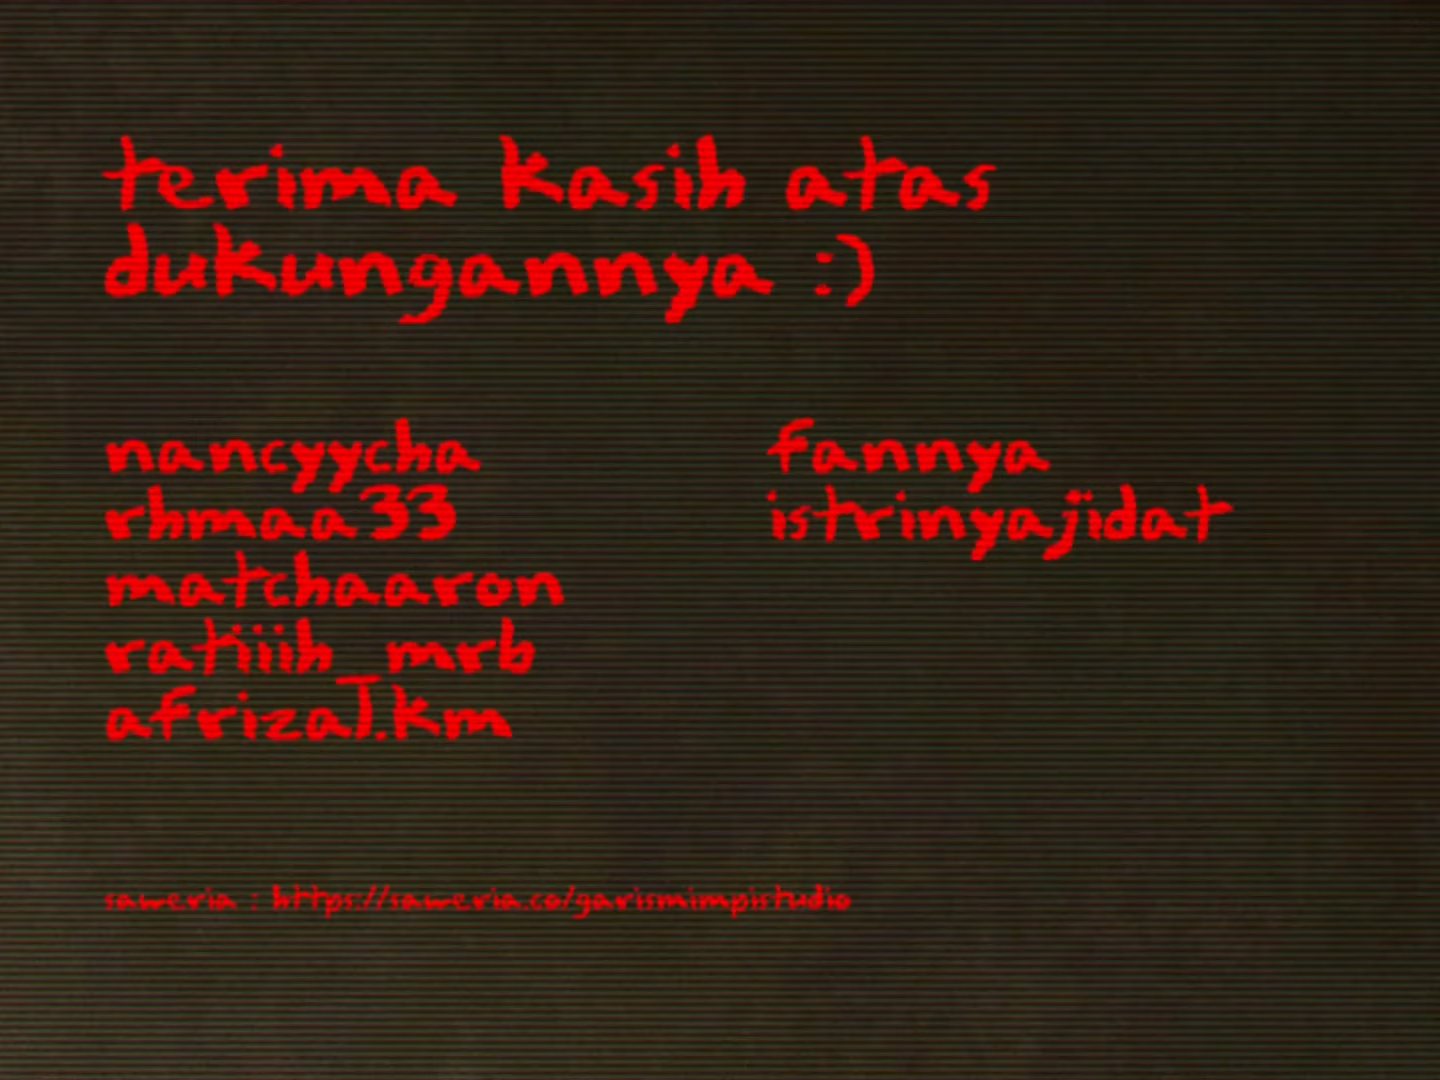 terima kasih atas
dukungannya :)
nancyycha
rhmaa33
matchaaron
ratiiih_mrb
afrizal.km
fannya
istrinyajidat
saweria : https://saweria.co/garismimpistudio